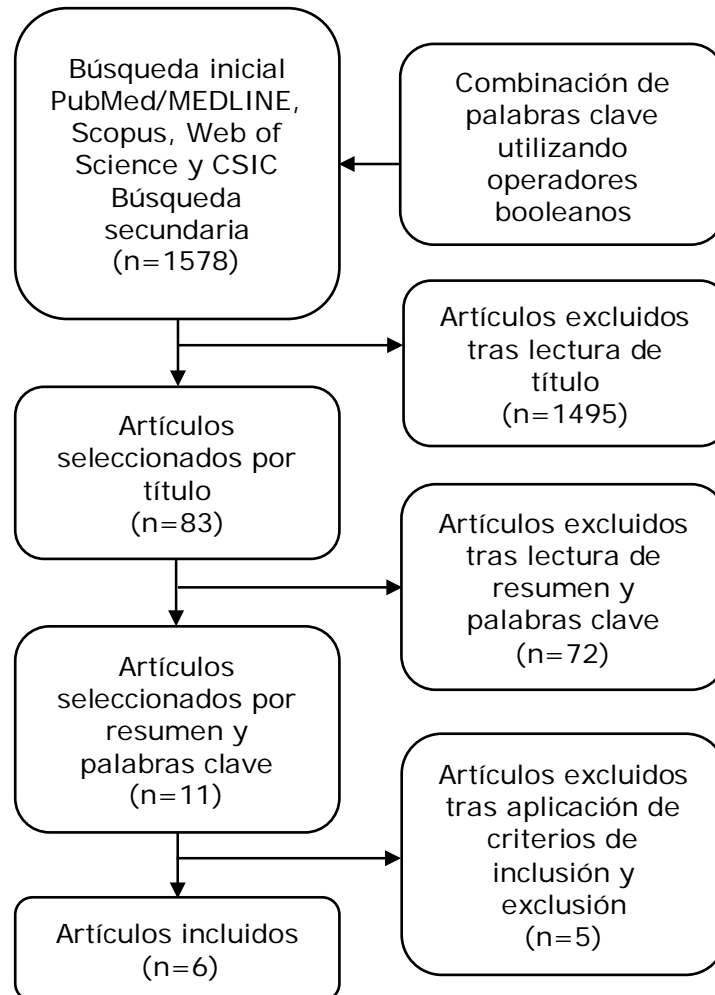 Búsqueda inicial
PubMed/MEDLINE,
Scopus, Web of
Science y CSIC
Búsqueda
secundaria
(n=1578)
Combinación de
palabras clave
utilizando
operadores
booleanos
Artículos excluidos
tras lectura de
título
(n=1495)
Artículos
seleccionados por
título
(n=83)
Artículos excluidos
tras lectura de
resumen y
palabras clave
(n=72)
Artículos
seleccionados por
resumen y
palabras clave
(n=11)
Artículos excluidos
tras aplicación de
criterios de
inclusión y
exclusión
(n=5)
Artículos incluidos
(n=6)